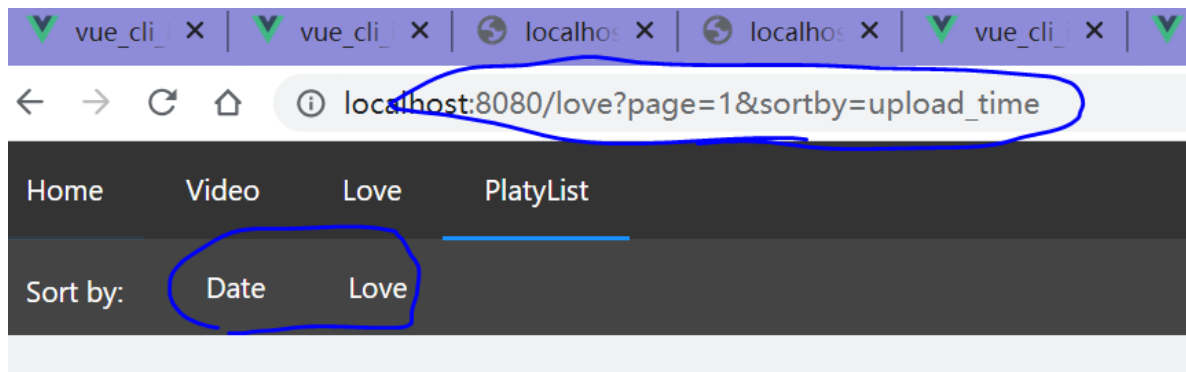 vue_cli_ vue_cli_ localhos localhos vue_cli_
localhost:8080/love?page=1&sortby=upload_time
Home Video Love PlatyList
Sort by: Date Love